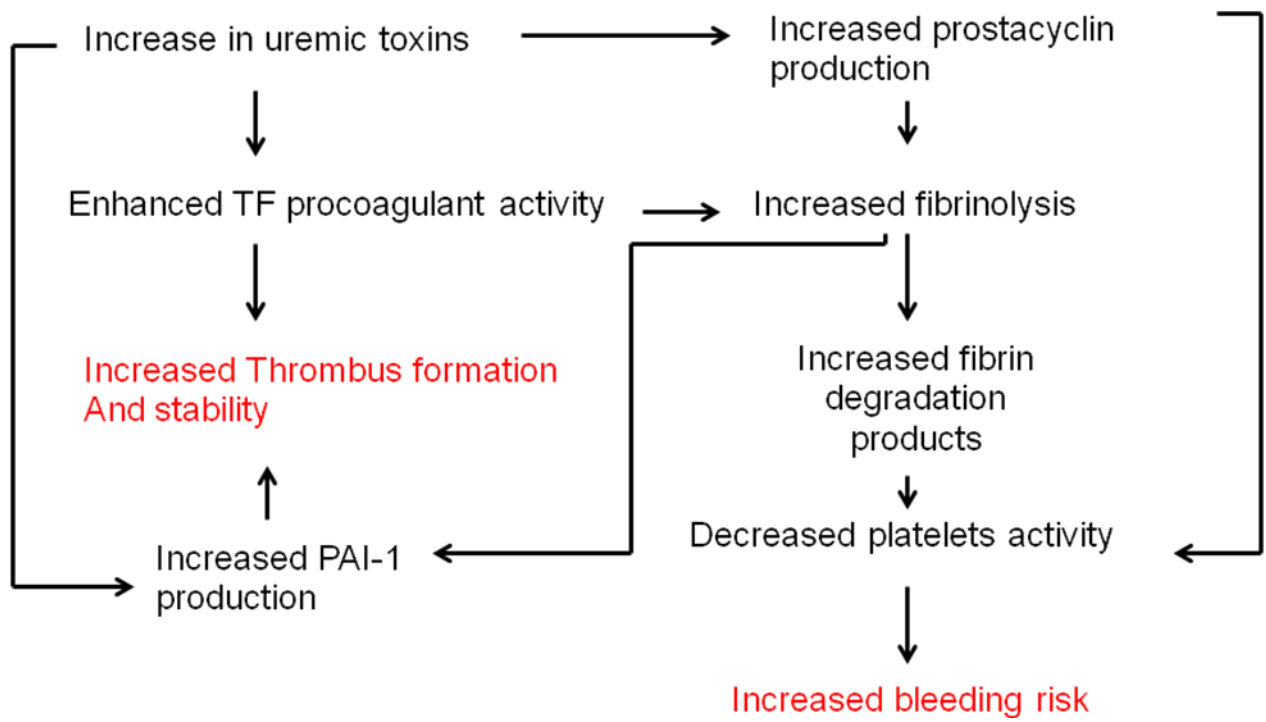 Increase in uremic toxins
Increased prostacyclin
production
Enhanced TF procoagulant activity
Increased fibrinolysis
Increased Thrombus formation
And stability
Increased fibrin
degradation
products
Increased PAI-1
production
Decreased platelets activity
Increased bleeding risk